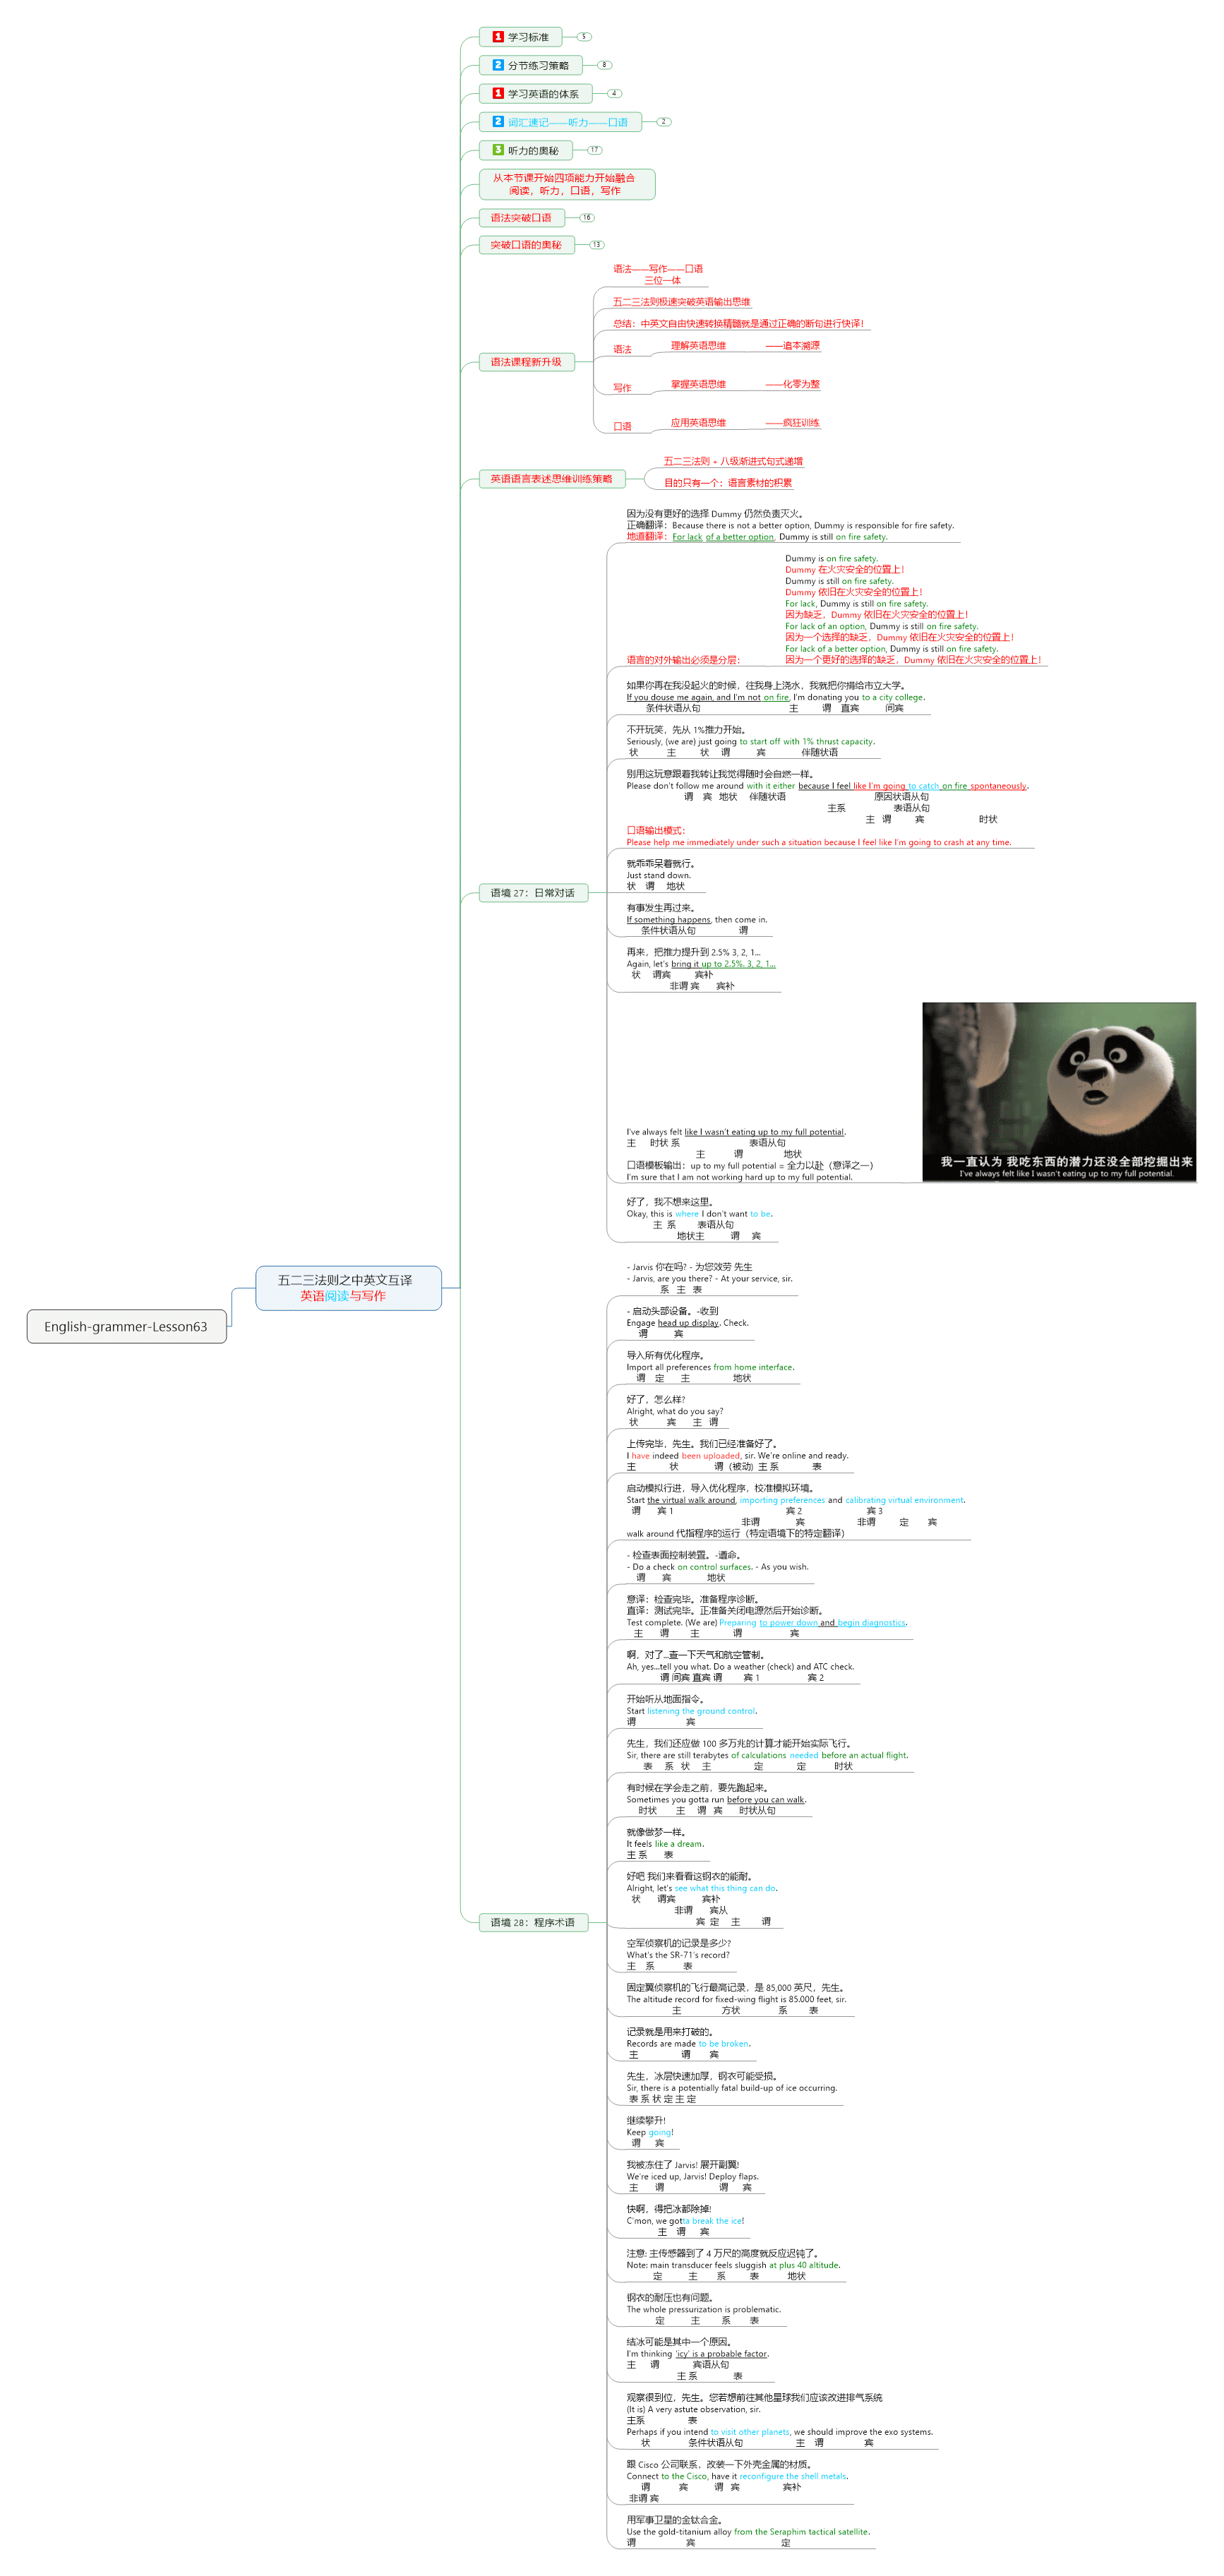 1 学习标准 5
2 分节练习策略 8
1 学习英语的体系 4
2 词汇速记——听力——口语 2
3 听力的奥秘 17
从本节课开始四项能力开始融合
阅读，听力，口语，写作
语法突破口语 16
突破口语的奥秘 13
语法课程新升级
语法——写作——口语
三位一体
五二三法则极速突破英语输出思维
总结：中英文自由快速转换精髓就是通过正确的断句进行快译！
语法 理解英语思维 ——追本溯源
写作 掌握英语思维 ——化零为整
口语 应用英语思维 ——疯狂训练
英语语言表述思维训练策略
五二三法则 + 八级渐进式句式递增
目的只有一个：语言素材的积累
语境 27：日常对话
因为没有更好的选择 Dummy 仍然负责灭火。
正确翻译：Because there is not a better option, Dummy is responsible for fire safety.
地道翻译：For lack of a better option, Dummy is still on fire safety.
语言的对外输出必须是分层：
Dummy is on fire safety.
Dummy 在火灾安全的位置上！
Dummy is still on fire safety.
Dummy 依旧在火灾安全的位置上！
For lack, Dummy is still on fire safety.
因为缺乏，Dummy 依旧在火灾安全的位置上！
For lack of an option, Dummy is still on fire safety.
因为一个选择的缺乏，Dummy 依旧在火灾安全的位置上！
For lack of a better option, Dummy is still on fire safety.
因为一个更好的选择的缺乏，Dummy 依旧在火灾安全的位置上！
如果你再在我没起火的时候，往我身上浇水，我就把你捐给市立大学。
If you douse me again, and I'm not on fire, I'm donating you to a city college.
条件状语从句 主 谓 直宾 间宾
不开玩笑，先从 1%推力开始。
Seriously, (we are) just going to start off with 1% thrust capacity.
状 主 状 谓 宾 伴随状语
别用这玩意跟着我转让我觉得随时会自燃一样。
Please don't follow me around with it either because I feel like I'm going to catch on fire spontaneously.
谓 宾 地状 伴随状语 原因状语从句
主系 表语从句
主 谓 宾 时状
口语输出模式：
Please help me immediately under such a situation because I feel like I'm going to crash at any time.
就乖乖呆着就行。
Just stand down.
状 谓 地状
有事发生再过来。
If something happens, then come in.
条件状语从句 谓
再来，把推力提升到 2.5% 3, 2, 1...
Again, let's bring it up to 2.5%. 3, 2, 1...
状 谓宾 宾补
非谓 宾 宾补
我一直认为 我吃东西的潜力还没全部挖掘出来
I've always felt like I wasn't eating up to my full potential.
I've always felt like I wasn't eating up to my full potential.
主 时状 系 表语从句
主 谓 地状
口语模板输出：up to my full potential = 全力以赴（意译之一）
I'm sure that I am not working hard up to my full potential.
好了，我不想来这里。
Okay, this is where I don't want to be.
主 系 表语从句
地状主 谓 宾
English-grammer-Lesson63
五二三法则之中英文互译
英语阅读与写作
语境 28：程序术语
- Jarvis 你在吗? - 为您效劳 先生
- Jarvis, are you there? - At your service, sir.
系 主 表
- 启动头部设备。-收到
Engage head up display. Check.
谓 宾
导入所有优化程序。
Import all preferences from home interface.
谓 定 主 地状
好了，怎么样?
Alright, what do you say?
状 宾 主 谓
上传完毕，先生。我们已经准备好了。
I have indeed been uploaded, sir. We're online and ready.
主 状 谓（被动）主 系 表
启动模拟行进，导入优化程序，校准模拟环境。
Start the virtual walk around, importing preferences and calibrating virtual environment.
谓 宾 1 宾 2 宾 3
非谓 宾 非谓 定 宾
walk around 代指程序的运行（特定语境下的特定翻译）
- 检查表面控制装置。-遵命。
- Do a check on control surfaces. - As you wish.
谓 宾 地状
意译：检查完毕。准备程序诊断。
直译：测试完毕。正准备关闭电源然后开始诊断。
Test complete. (We are) Preparing to power down and begin diagnostics.
主 谓 主 谓 宾
啊，对了...查一下天气和航空管制。
Ah, yes...tell you what. Do a weather (check) and ATC check.
谓 间宾 直宾 谓 宾 1 宾 2
开始听从地面指令。
Start listening the ground control.
谓 宾
先生，我们还应做 100 多万兆的计算才能开始实际飞行。
Sir, there are still terabytes of calculations needed before an actual flight.
表 系 状 主 定 定 时状
有时候在学会走之前，要先跑起来。
Sometimes you gotta run before you can walk.
时状 主 谓 宾 时状从句
就像做梦一样。
It feels like a dream.
主 系 表
好吧 我们来看看这钢衣的能耐。
Alright, let's see what this thing can do.
状 谓宾 宾补
非谓 宾从
宾 定 主 谓
空军侦察机的记录是多少?
What's the SR-71's record?
主 系 表
固定翼侦察机的飞行最高记录，是 85,000 英尺，先生。
The altitude record for fixed-wing flight is 85.000 feet, sir.
主 方状 系 表
记录就是用来打破的。
Records are made to be broken.
主 谓 宾
先生，冰层快速加厚，钢衣可能受损。
Sir, there is a potentially fatal build-up of ice occurring.
表 系 状 定 主 定
继续攀升!
Keep going!
谓 宾
我被冻住了 Jarvis! 展开副翼!
We're iced up, Jarvis! Deploy flaps.
主 谓 谓 宾
快啊，得把冰都除掉!
C'mon, we gotta break the ice!
主 谓 宾
注意: 主传感器到了 4 万尺的高度就反应迟钝了。
Note: main transducer feels sluggish at plus 40 altitude.
定 主 系 表 地状
钢衣的耐压也有问题。
The whole pressurization is problematic.
定 主 系 表
结冰可能是其中一个原因。
I'm thinking 'icy' is a probable factor.
主 谓 宾语从句
主 系 表
观察很到位，先生。您若想前往其他星球我们应该改进排气系统
(It is) A very astute observation, sir.
主系 表
Perhaps if you intend to visit other planets, we should improve the exo systems.
状 条件状语从句 主 谓 宾
跟 Cisco 公司联系，改装一下外壳金属的材质。
Connect to the Cisco, have it reconfigure the shell metals.
谓 宾 谓 宾 宾补
非谓 宾
用军事卫星的金钛合金。
Use the gold-titanium alloy from the Seraphim tactical satellite.
谓 宾 定